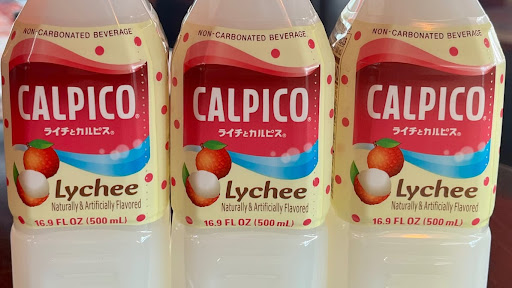 NON-CARBONATED BEVERAGE
CALPICO®
ライチとカルピス®
Lychee
Naturally & Artificially Flavored
16.9 FL OZ (500 mL)
NON-CARBONATED BEVERAGE
CALPICO®
ライチとカルピス®
Lychee
Naturally & Artificially Flavored
16.9 FL OZ (500 mL)
NON-CARBONATED BEVERAGE
CALPICO®
ライチとカルピス®
Lychee
Naturally & Artificially Flavored
16.9 FL OZ (500 mL)